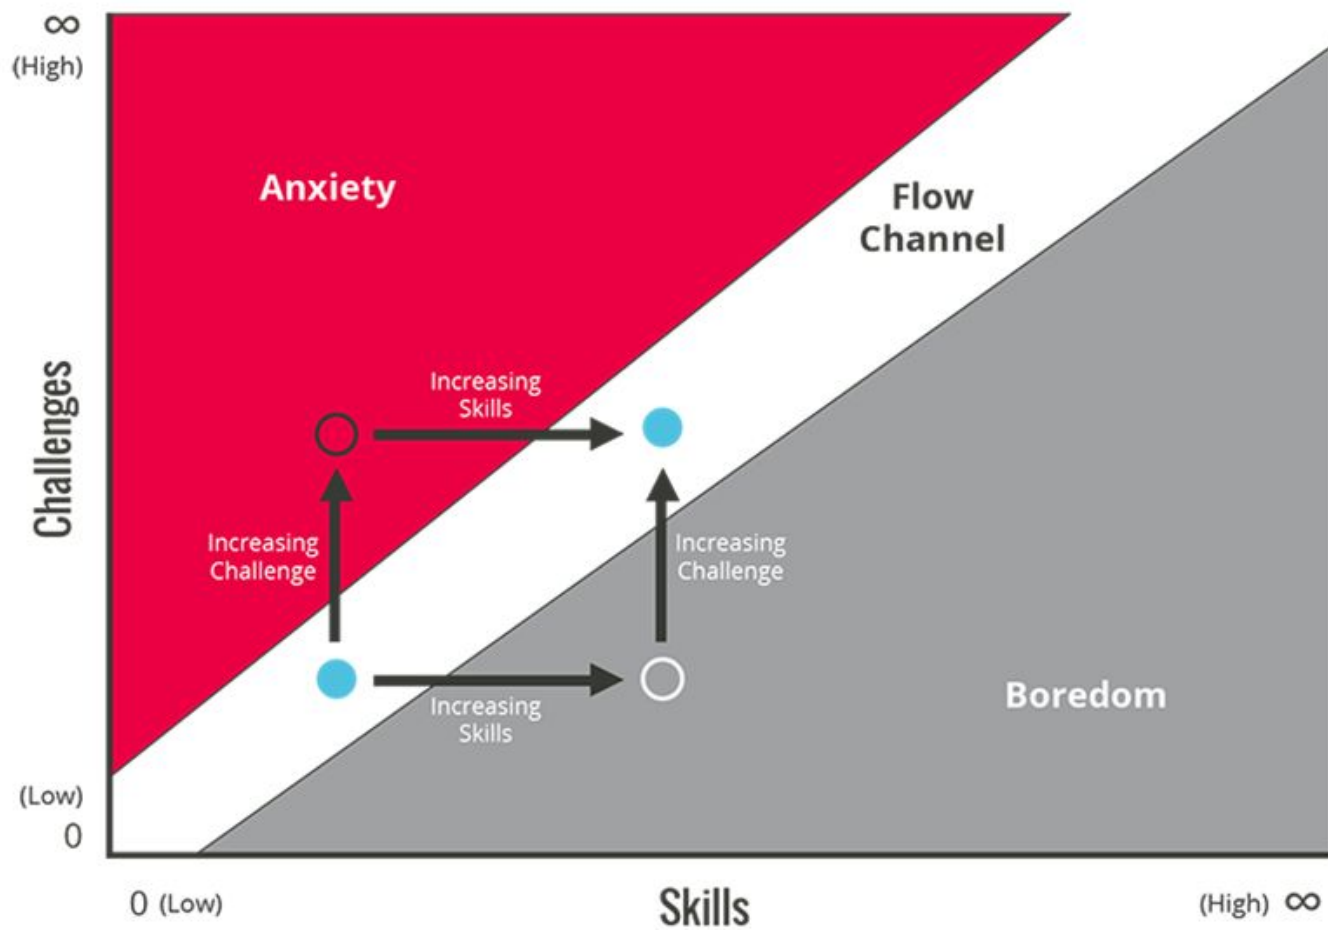 ∞
(High)
Anxiety
Flow
Channel
Challenges
Increasing
Skills
Increasing
Challenge
Increasing
Challenge
Increasing
Skills
Boredom
(Low)
0
0 (Low)
Skills
(High) ∞